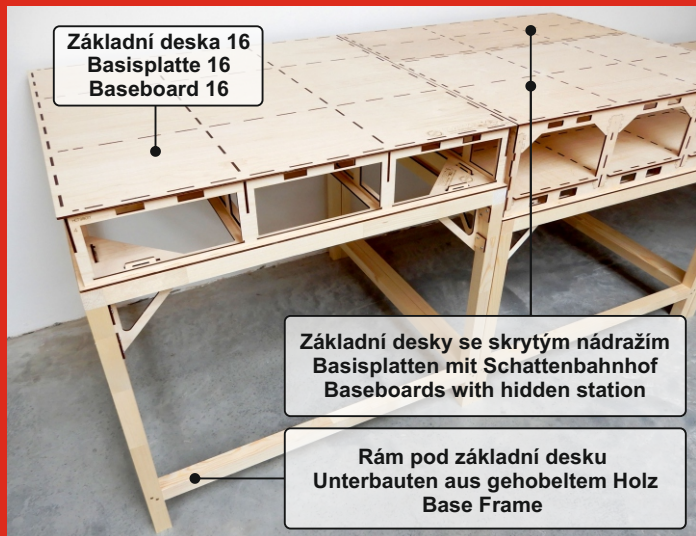 Základní deska 16
Basisplatte 16
Baseboard 16
Základní desky se skrytým nádražím
Basisplatten mit Schattenbahnhof
Baseboards with hidden station
Rám pod základní desku
Unterbauten aus gehobeltem Holz
Base Frame